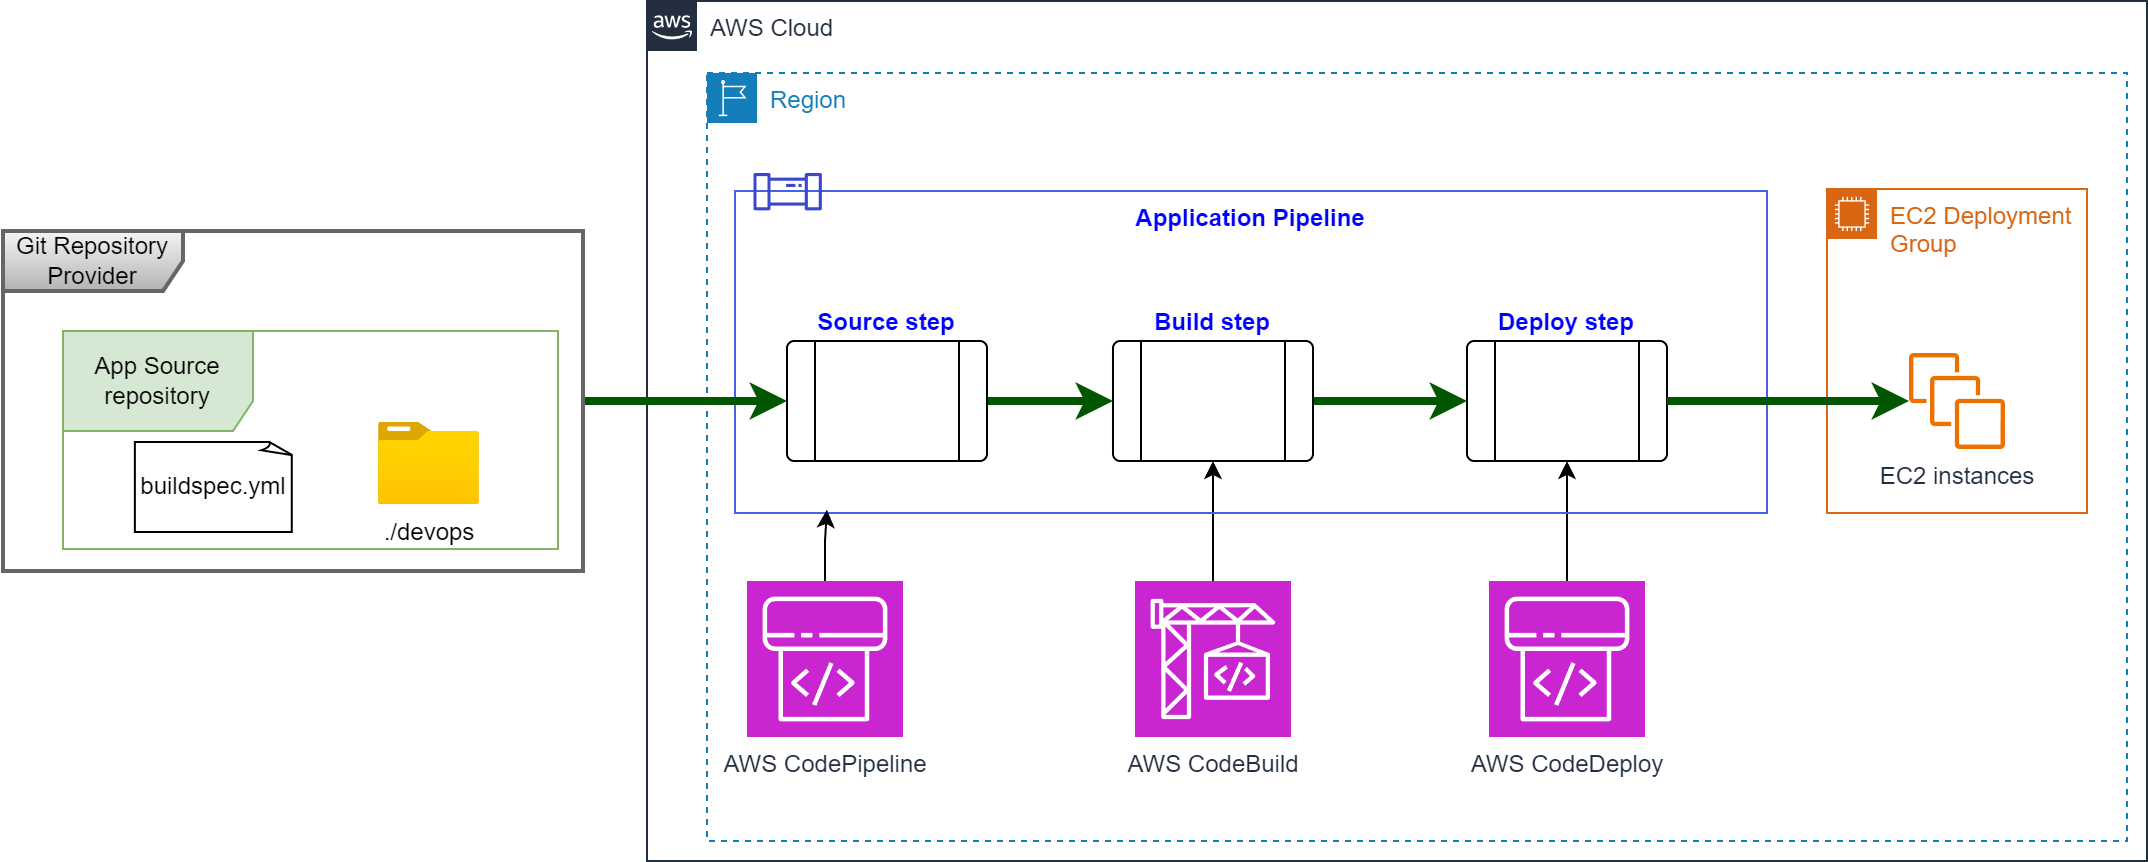 aws
AWS Cloud
Region
Application Pipeline
EC2 Deployment
Group
Git Repository
Provider
Source step
Build step
Deploy step
App Source
repository
buildspec.yml
./devops
EC2 instances
AWS CodePipeline
AWS CodeBuild
AWS CodeDeploy